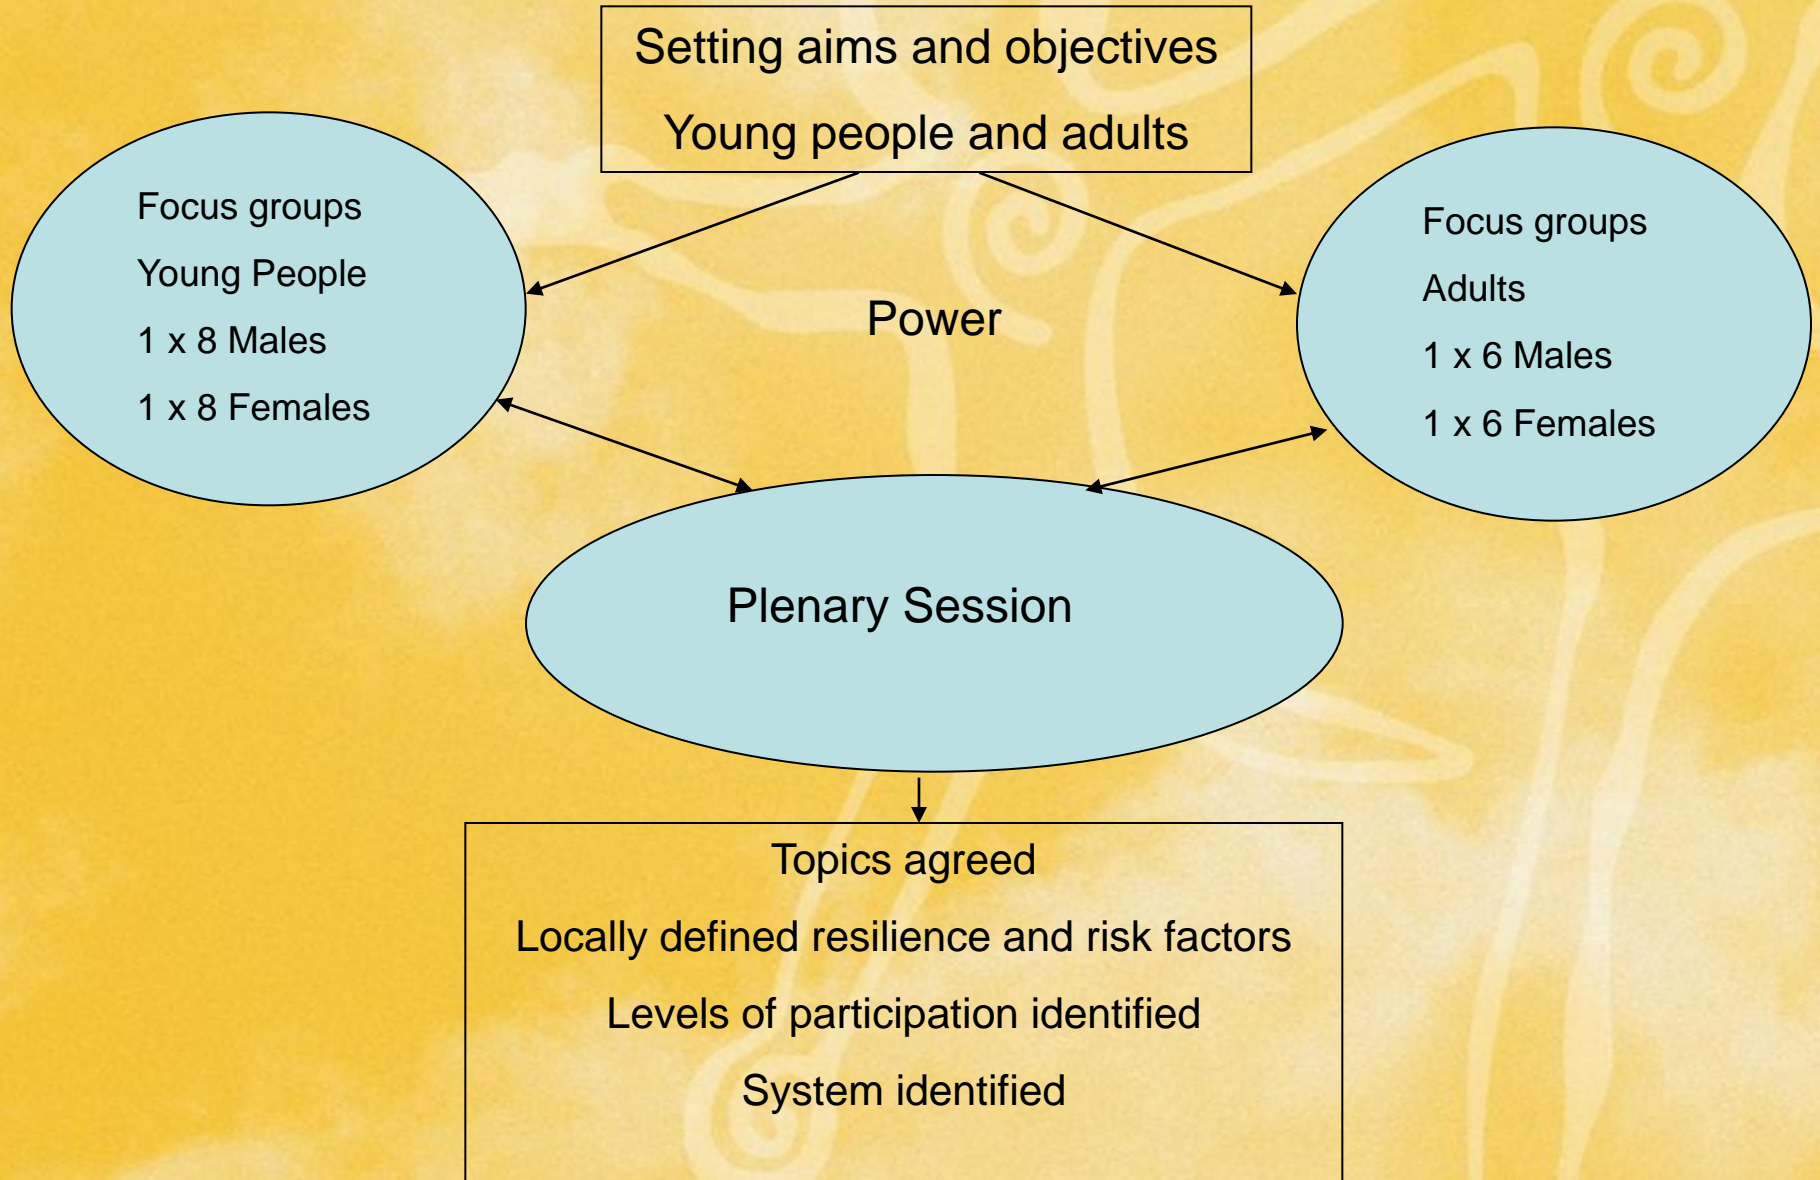 Setting aims and objectives
Young people and adults
Focus groups
Young People
1 x 8 Males
1 x 8 Females
Power
Focus groups
Adults
1 x 6 Males
1 x 6 Females
Plenary Session
Topics agreed
Locally defined resilience and risk factors
Levels of participation identified
System identified